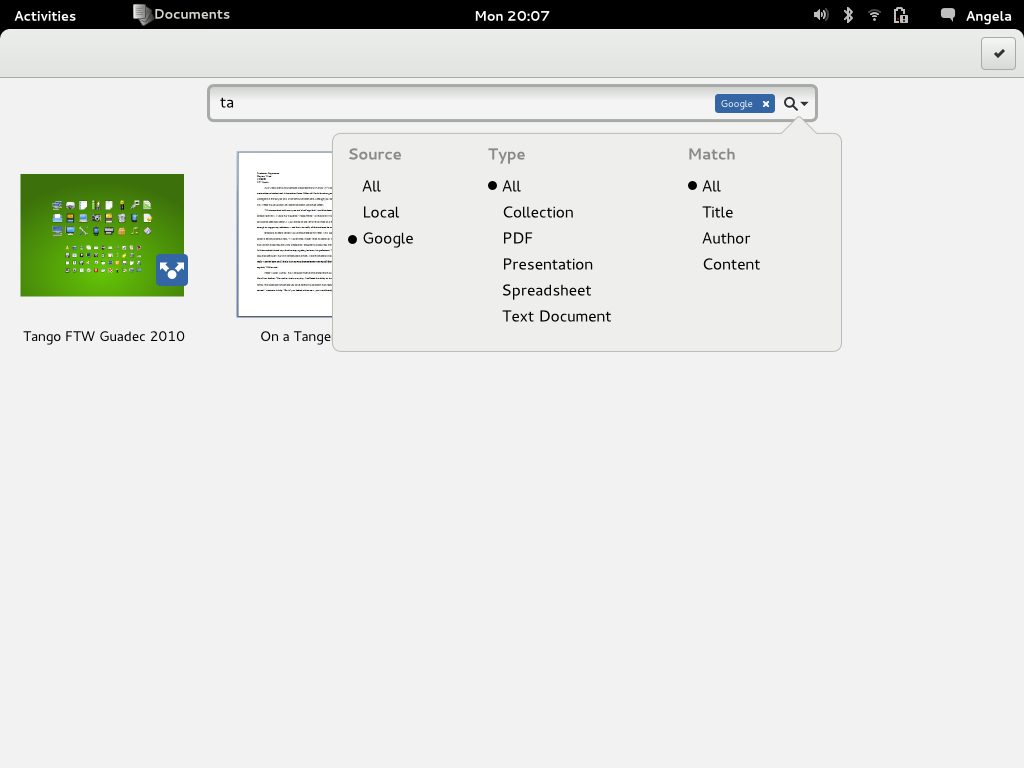 Activities
Documents
Mon 20:07
Angela
ta
Google
Source
All
Local
Google
Type
All
Collection
PDF
Presentation
Spreadsheet
Text Document
Match
All
Title
Author
Content
Tango FTW Guadec 2010
On a Tange